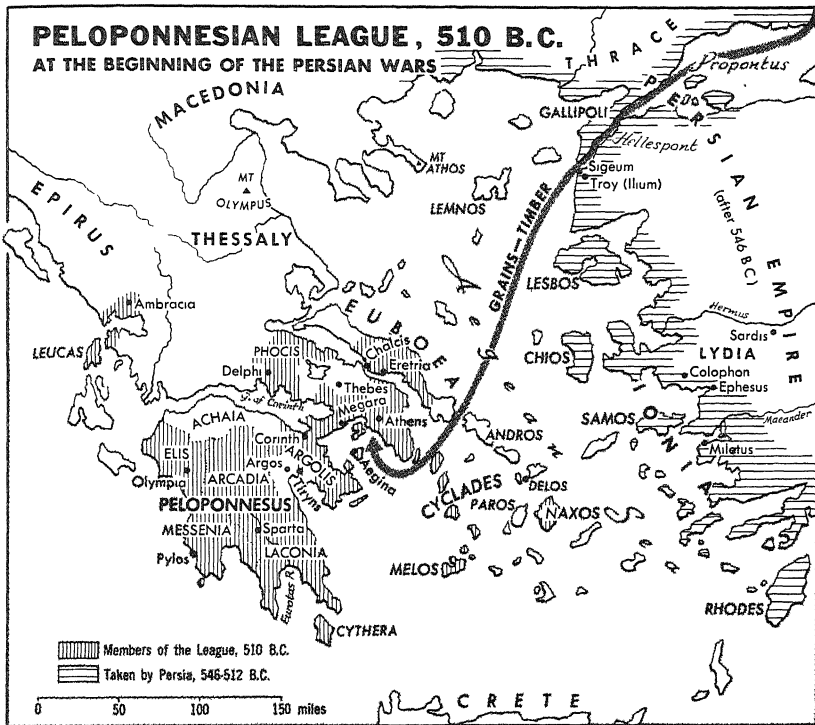 PELOPONNESIAN LEAGUE, 510 B.C.
AT THE BEGINNING OF THE PERSIAN WARS
THRACE
Propontus
MACEDONIA
GALLIPOLI
PERSIAN EMPIRE
(after 546 B.C.)
Hellespont
MT
ATHOS
Sigeum
Troy (Ilium)
EPIRUS
MT
OLYMPUS
LEMNOS
GRAINS—TIMBER
THESSALY
Aegean Sea
LESBOS
Ambracia
EUBOEA
Hermus
Sardis
LEUCAS
PHOCIS
Chalcis
CHIOS
LYDIA
Delphi
Eretria
Colophon
Thebes
Ephesus
G. of Corinth
Megara
IONIA
ACHAIA
Athens
SAMOS
Maeander
Corinth
ANDROS
ELIS
Argos
ARGOLIS
Aegina
Miletus
Olympia
ARCADIA
Tiryns
CYCLADES
DELOS
PELOPONNESUS
PAROS
NAXOS
MESSENIA
Sparta
Pylos
LACONIA
MELOS
Eurotas R.
RHODES
CYTHERA
Members of the League, 510 B.C.
Taken by Persia, 546-512 B.C.
0 50 100 150 miles
CRETE